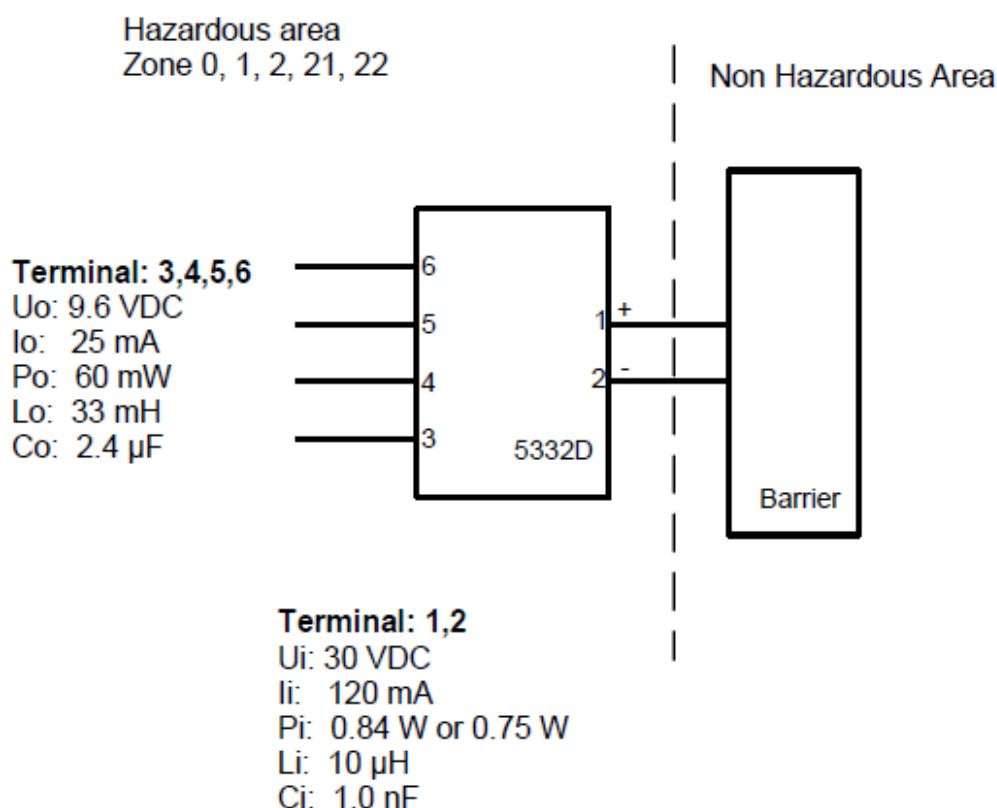 Hazardous area
Zone 0, 1, 2, 21, 22
Non Hazardous Area
Terminal: 3,4,5,6
Uo: 9.6 VDC
Io: 25 mA
Po: 60 mW
Lo: 33 mH
Co: 2.4 µF
6
5
4
3
1 +
2 -
5332D
Barrier
Terminal: 1,2
Ui: 30 VDC
Ii: 120 mA
Pi: 0.84 W or 0.75 W
Li: 10 µH
Ci: 1.0 nF